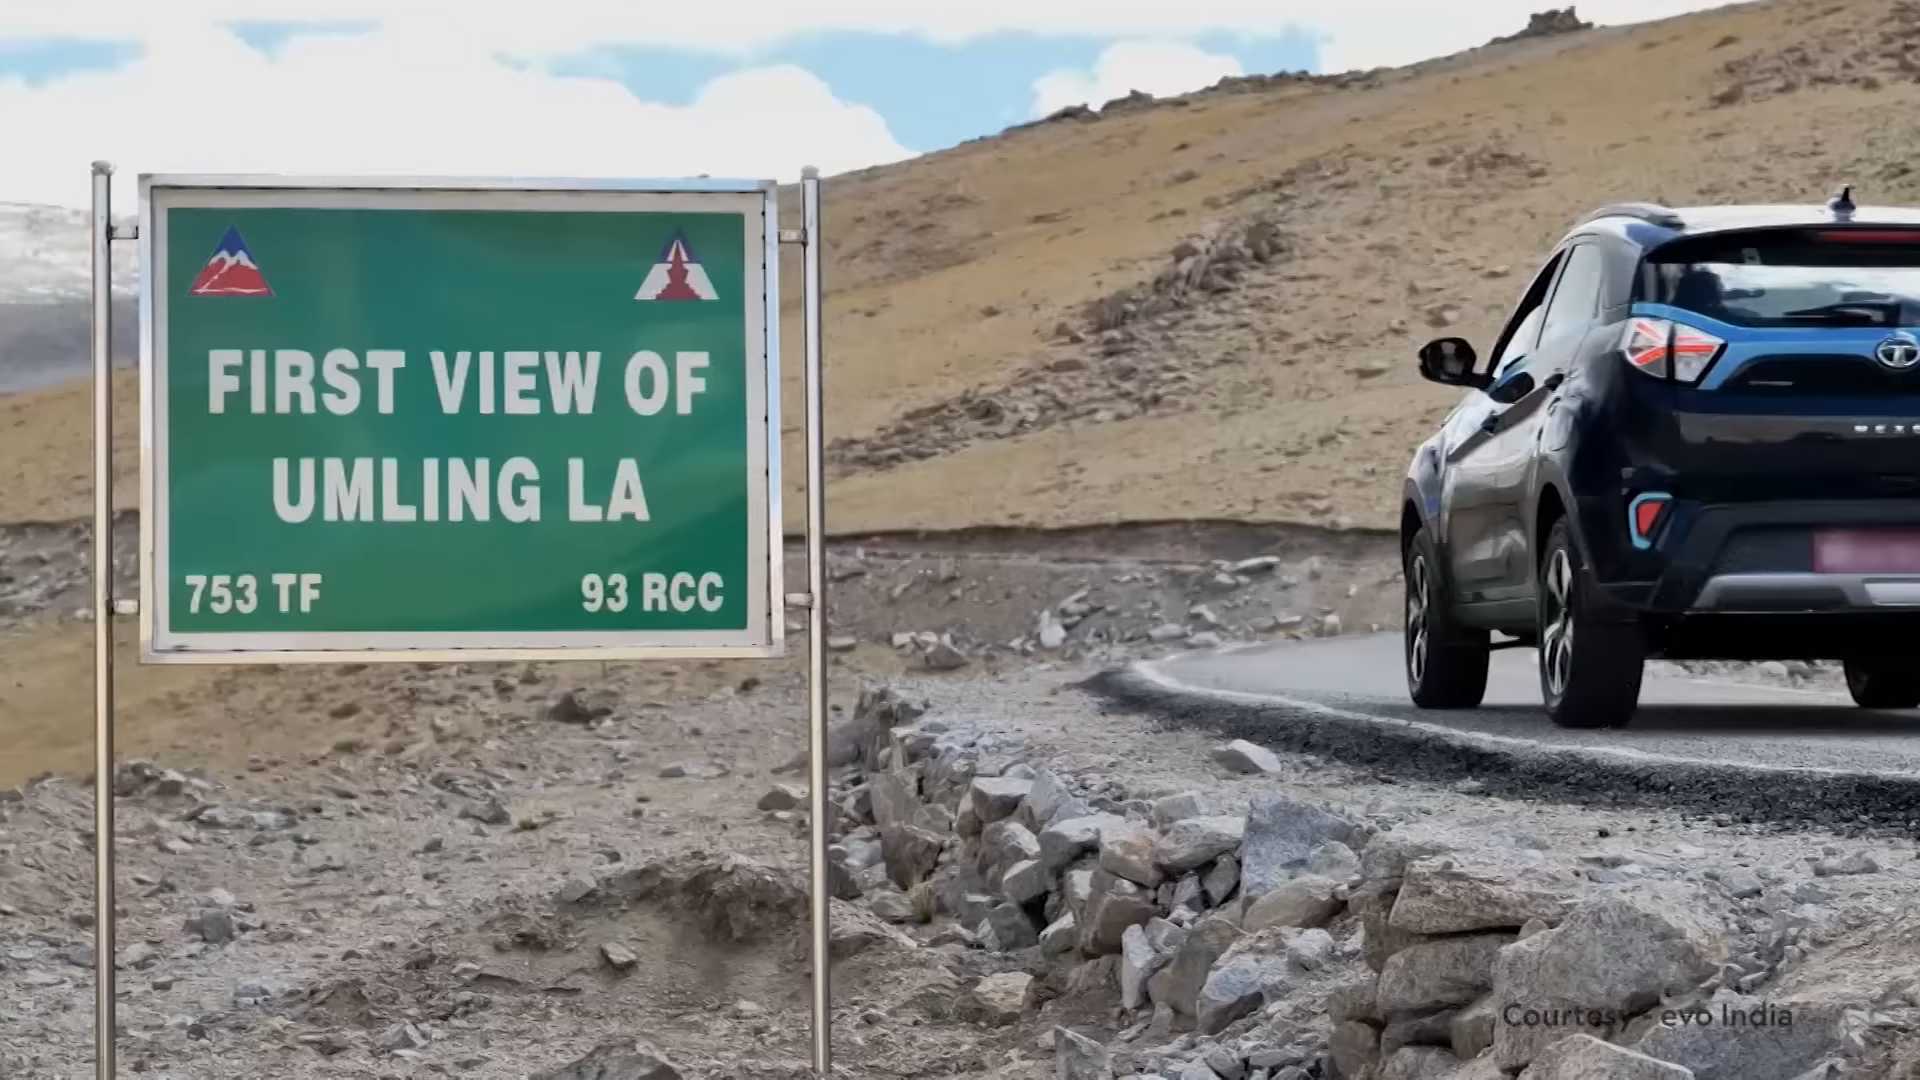 FIRST VIEW OF
UMLING LA
753 TF 93 RCC
Courtesy - evo India